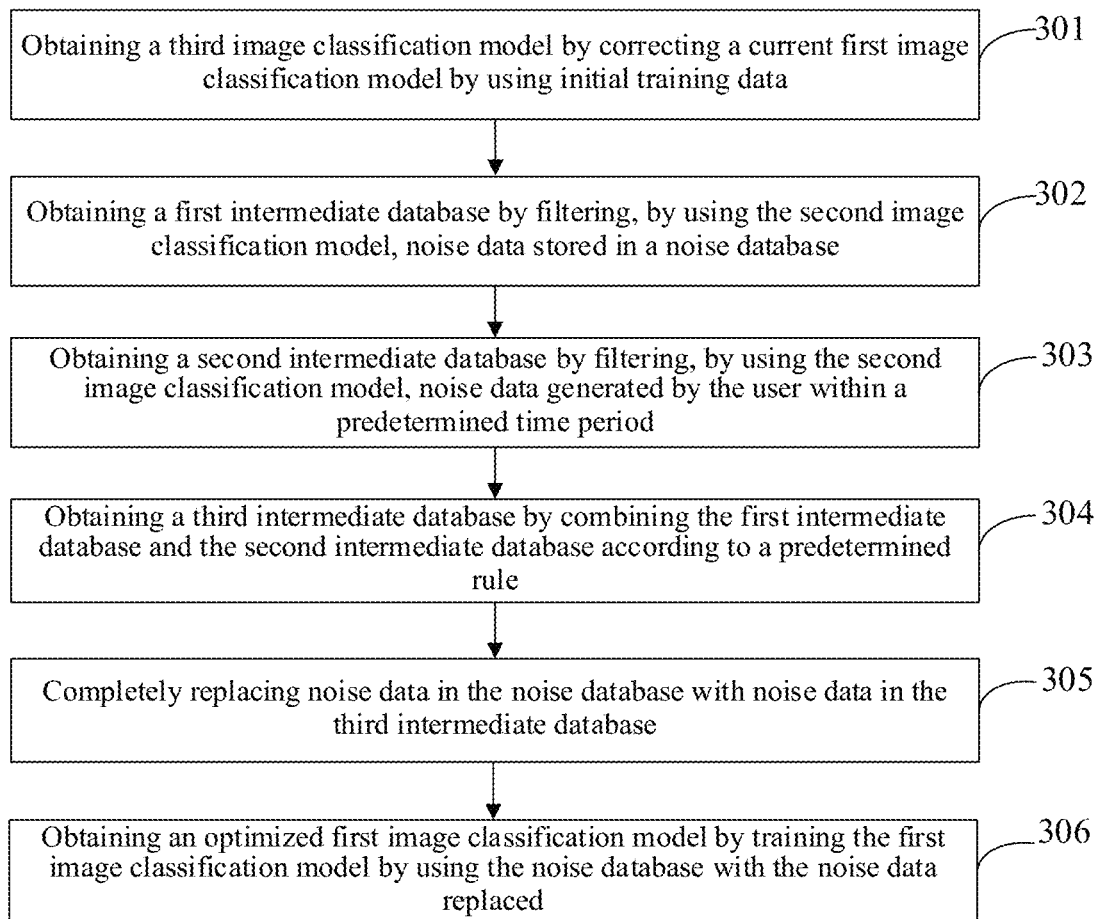 Obtaining a third image classification model by correcting a current first image
classification model by using initial training data
301
Obtaining a first intermediate database by filtering, by using the second image
classification model, noise data stored in a noise database
302
Obtaining a second intermediate database by filtering, by using the second
image classification model, noise data generated by the user within a
predetermined time period
303
Obtaining a third intermediate database by combining the first intermediate
database and the second intermediate database according to a predetermined
rule
304
Completely replacing noise data in the noise database with noise data in the
third intermediate database
305
Obtaining an optimized first image classification model by training the first
image classification model by using the noise database with the noise data
replaced
306